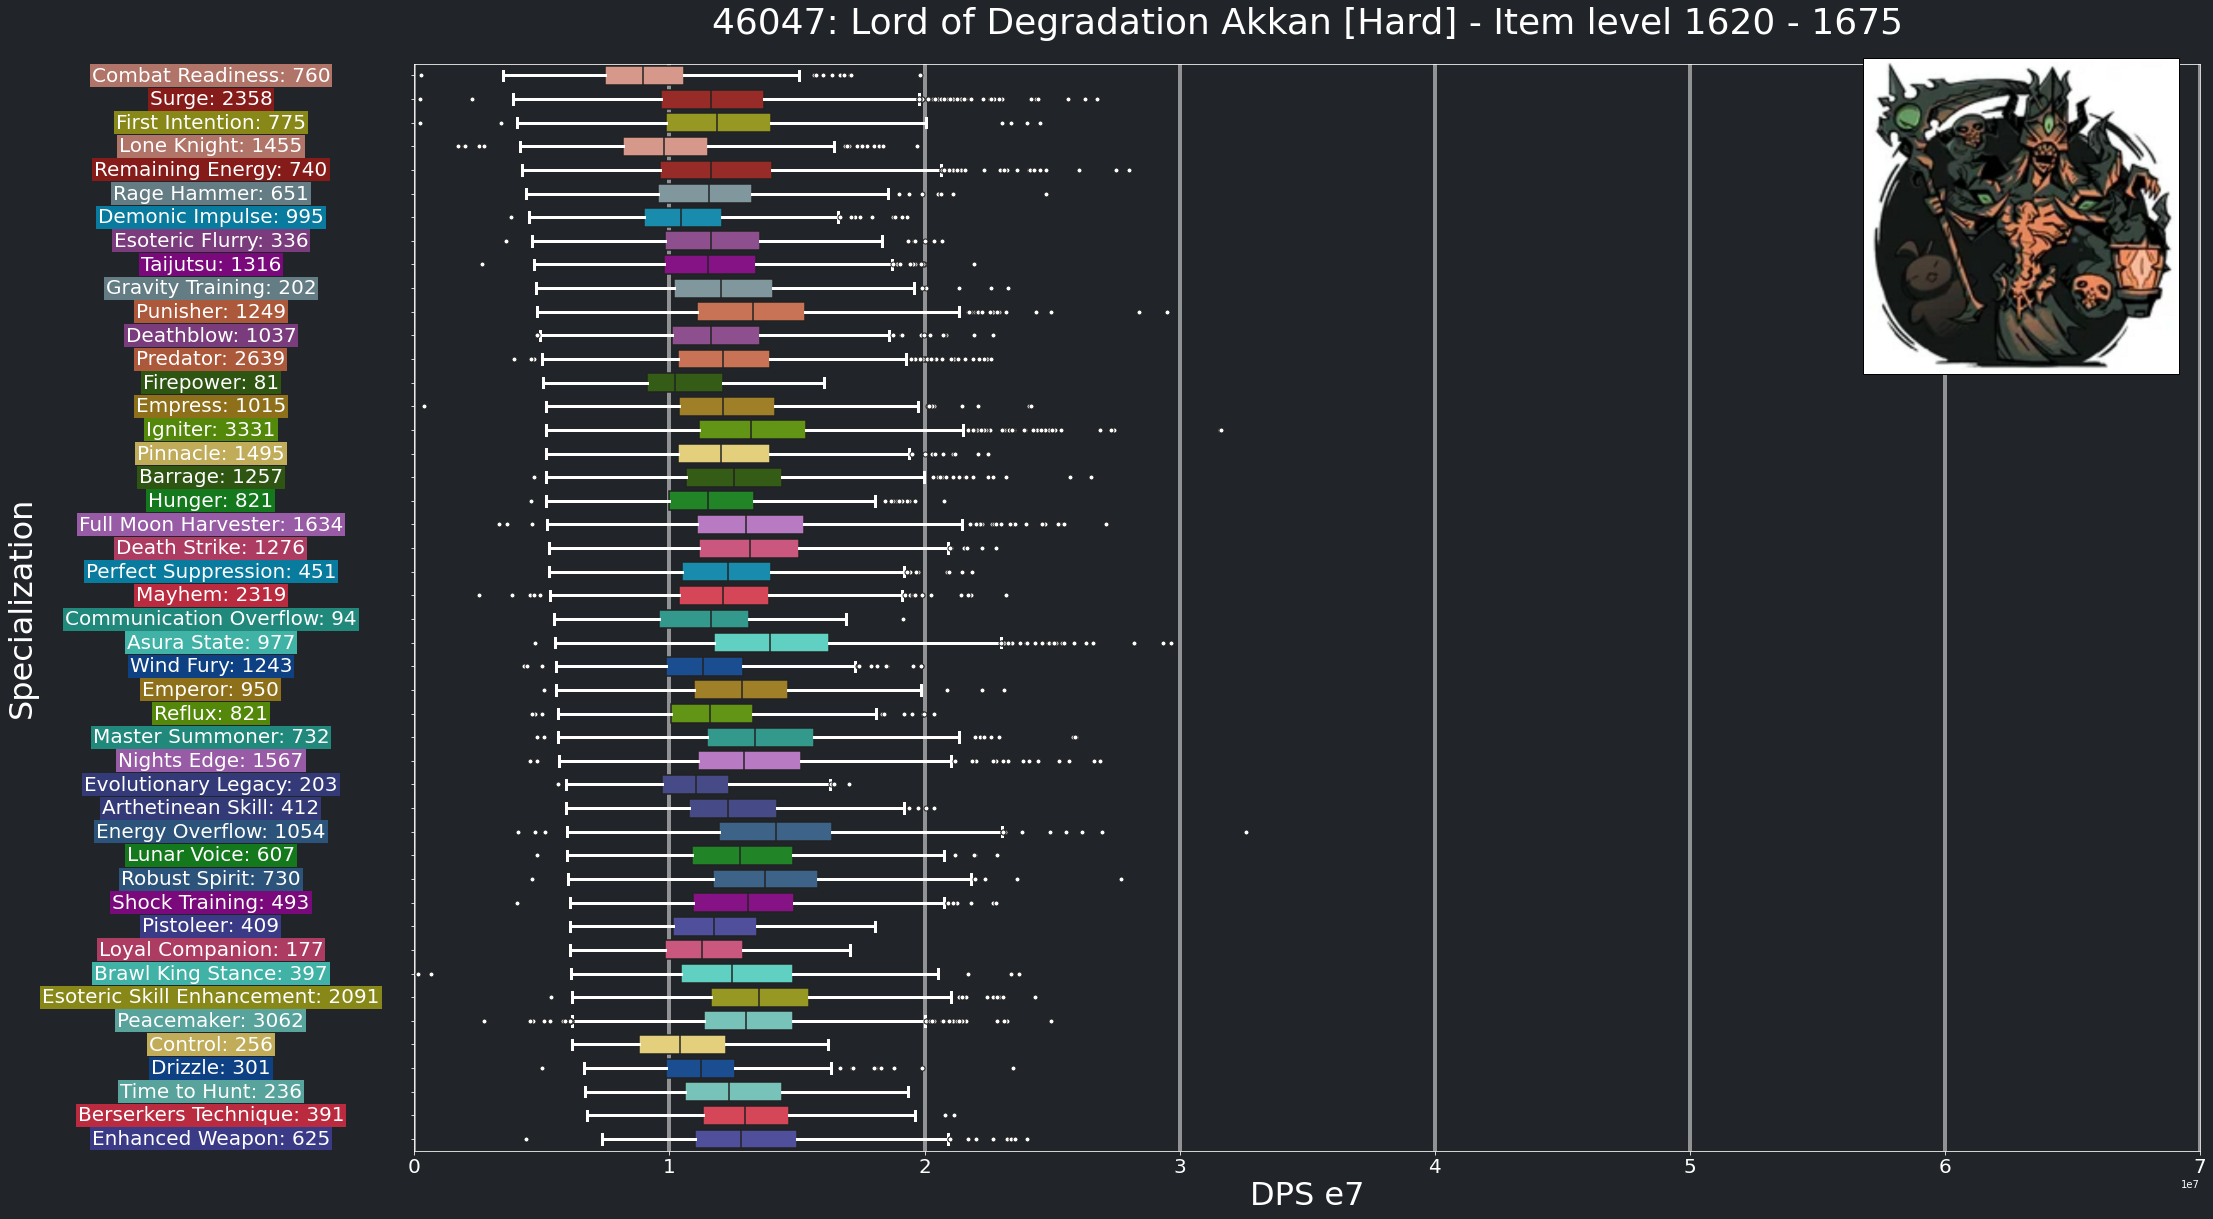 46047: Lord of Degradation Akkan [Hard] - Item level 1620 - 1675
Specialization
Combat Readiness: 760
Surge: 2358
First Intention: 775
Lone Knight: 1455
Remaining Energy: 740
Rage Hammer: 651
Demonic Impulse: 995
Esoteric Flurry: 336
Taijutsu: 1316
Gravity Training: 202
Punisher: 1249
Deathblow: 1037
Predator: 2639
Firepower: 81
Empress: 1015
Igniter: 3331
Pinnacle: 1495
Barrage: 1257
Hunger: 821
Full Moon Harvester: 1634
Death Strike: 1276
Perfect Suppression: 451
Mayhem: 2319
Communication Overflow: 94
Asura State: 977
Wind Fury: 1243
Emperor: 950
Reflux: 821
Master Summoner: 732
Nights Edge: 1567
Evolutionary Legacy: 203
Arthetinean Skill: 412
Energy Overflow: 1054
Lunar Voice: 607
Robust Spirit: 730
Shock Training: 493
Pistoleer: 409
Loyal Companion: 177
Brawl King Stance: 397
Esoteric Skill Enhancement: 2091
Peacemaker: 3062
Control: 256
Drizzle: 301
Time to Hunt: 236
Berserkers Technique: 391
Enhanced Weapon: 625
0 1 2 3 4 5 6 7
1e7
DPS e7